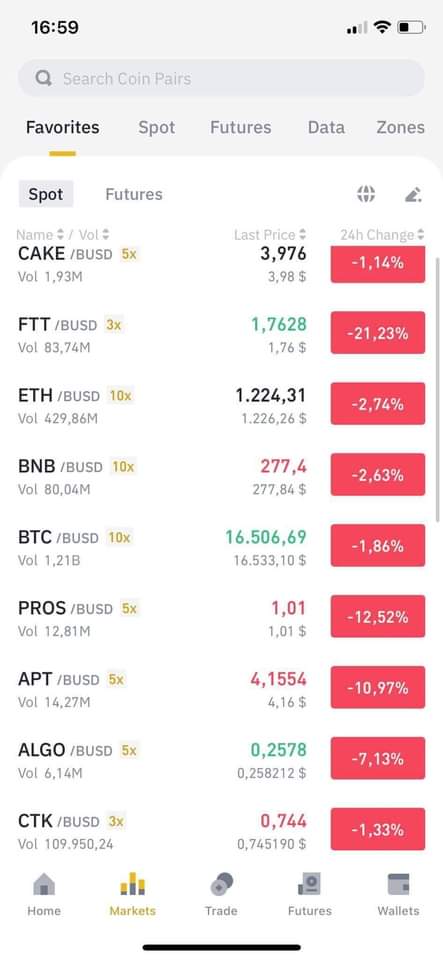 16:59
Search Coin Pairs
Favorites Spot Futures Data Zones
Spot Futures
Name / Vol Last Price 24h Change
CAKE /BUSD 5x 3,976 -1,14%
Vol 1,93M 3,98 $
FTT /BUSD 3x 1,7628 -21,23%
Vol 83,74M 1,76 $
ETH /BUSD 10x 1.224,31 -2,74%
Vol 429,86M 1.226,26 $
BNB /BUSD 10x 277,4 -2,63%
Vol 80,04M 277,84 $
BTC /BUSD 10x 16.506,69 -1,86%
Vol 1,21B 16.533,10 $
PROS /BUSD 5x 1,01 -12,52%
Vol 12,81M 1,01 $
APT /BUSD 5x 4,1554 -10,97%
Vol 14,27M 4,16 $
ALGO /BUSD 5x 0,2578 -7,13%
Vol 6,14M 0,258212 $
CTK /BUSD 3x 0,744 -1,33%
Vol 109.950,24 0,745190 $
Home Markets Trade Futures Wallets